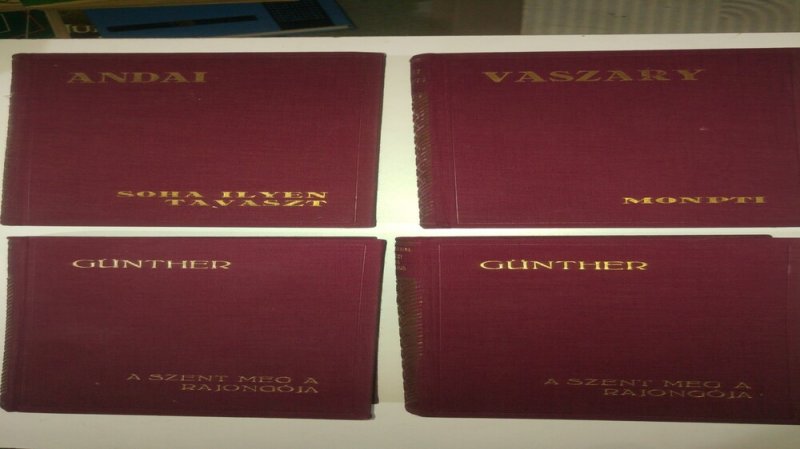 ANDAI
SOHA ILYEN
TAVASZT
VASZARY
MONPTI
GÜNTHER
A SZENT MEG A
RAJONGÓJA
GÜNTHER
A SZENT MEG A
RAJONGÓJA